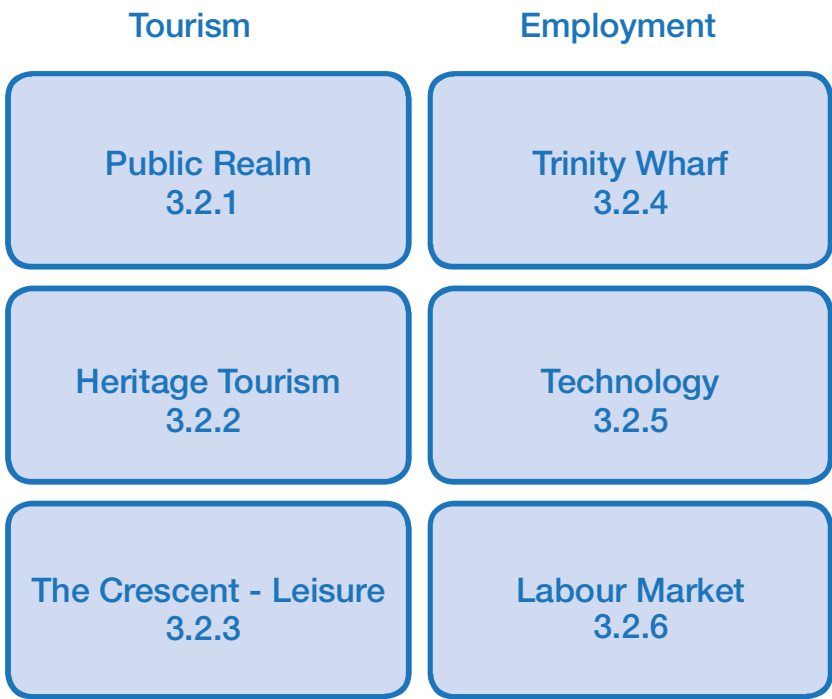 Tourism
Public Realm
3.2.1
Heritage Tourism
3.2.2
The Crescent - Leisure
3.2.3
Employment
Trinity Wharf
3.2.4
Technology
3.2.5
Labour Market
3.2.6